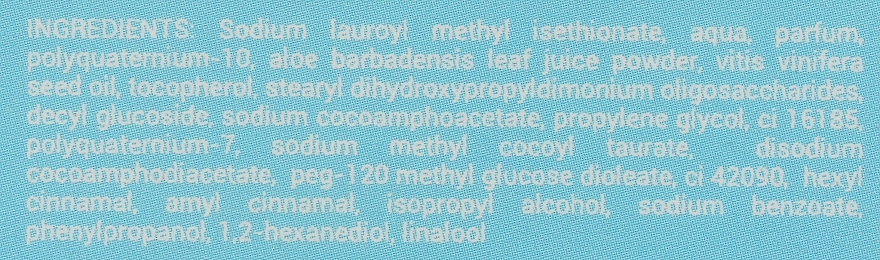 INGREDIENTS: Sodium lauroyl methyl isethionate, aqua, parfum,
polyquaternium-10, aloe barbadensis leaf juice powder, vitis vinifera
seed oil, tocopherol. stearyl dihydroxypropyldimonium oligosaccharides,
decyl glucoside, sodium cocoamphoacetate, propylene glycol, ci 16185,
polyquaternium-7, sodium methyl cocoyl taurate, disodium
cocoamphodiacetate, peg-120 methyl glucose dioleate, ci 42090, hexyl
cinnamal, amyl cinnamal, isopropyl alcohol, sodium benzoate,
phenylpropanol, 1,2-hexanediol, linalool